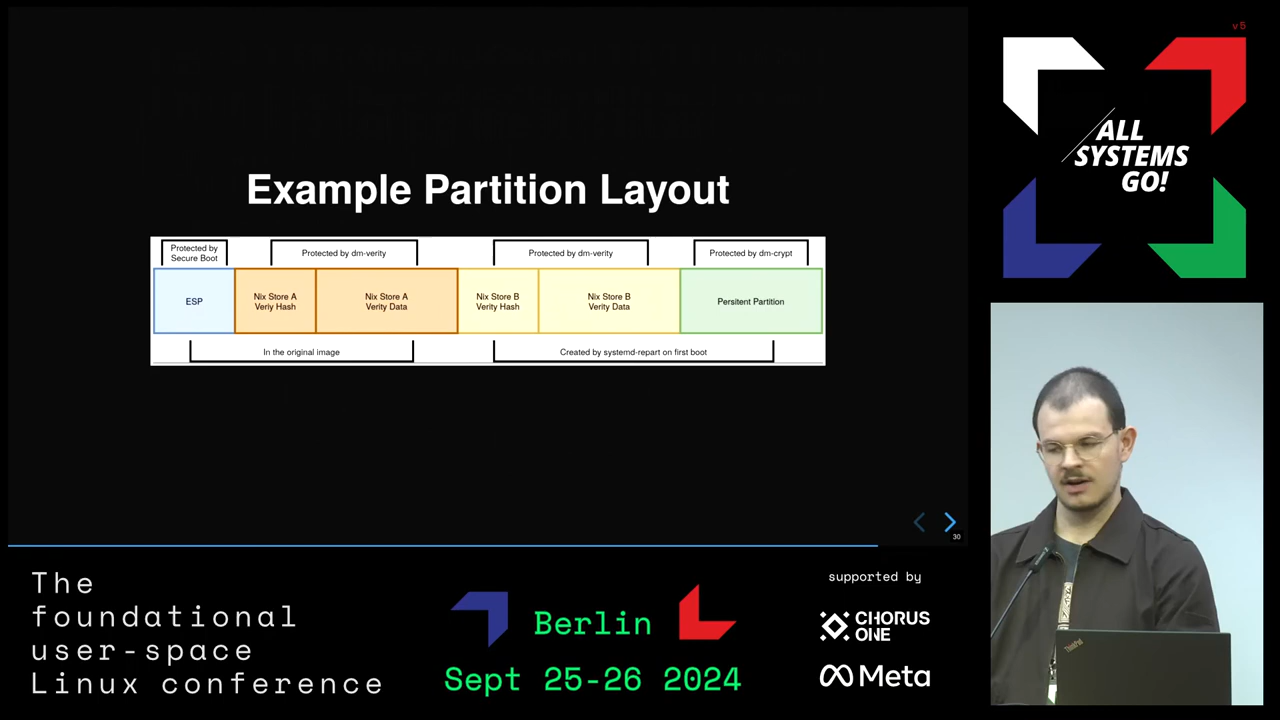 Example Partition Layout
Protected by
Secure Boot
Protected by dm-verity
Protected by dm-verity
Protected by dm-crypt
ESP
Nix Store A
Veriy Hash
Nix Store A
Verity Data
Nix Store B
Verity Hash
Nix Store B
Verity Data
Persitent Partition
In the original image
Created by systemd-repart on first boot
30
v5
ALL
SYSTEMS
GO!
The
foundational
user-space
Linux conference
Berlin
Sept 25-26 2024
supported by
CHORUS
ONE
Meta
ThinkPad